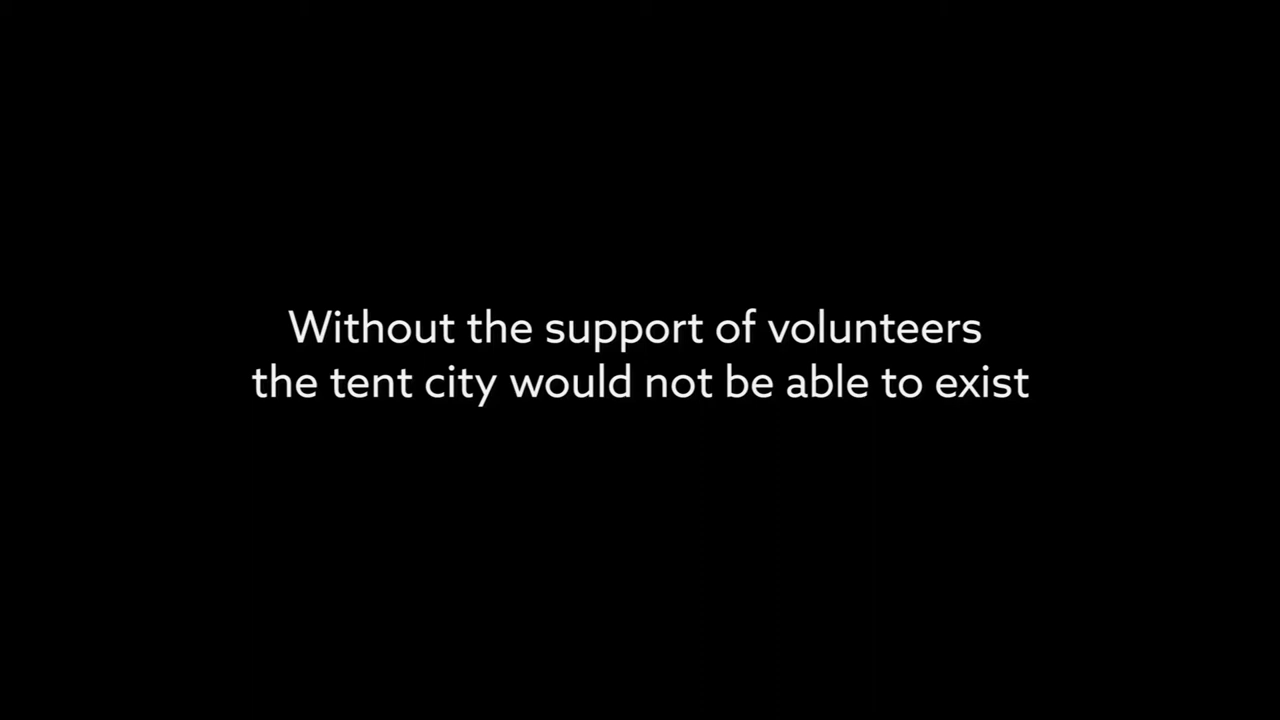 Without the support of volunteers
the tent city would not be able to exist